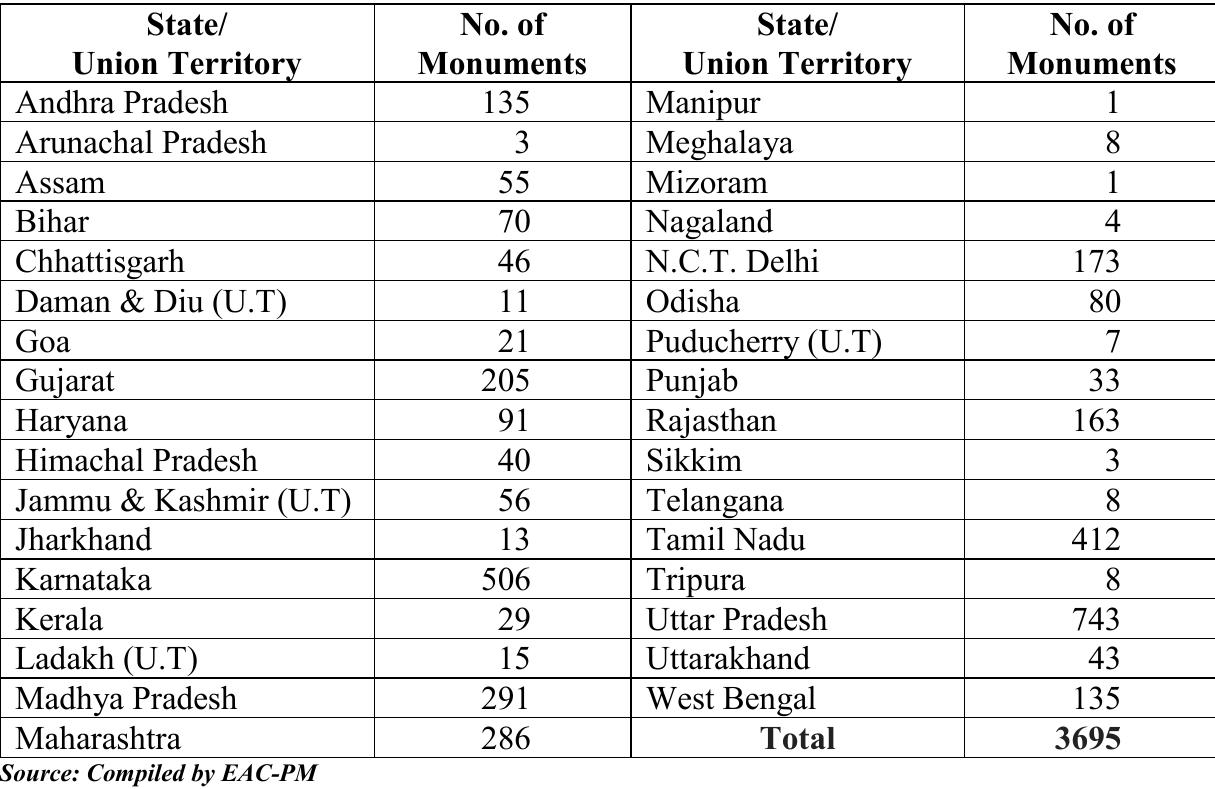 State/ No. of State/ No. of
Union Territory Monuments Union Territory Monuments
Andhra Pradesh 135 Manipur 1
Arunachal Pradesh 3 Meghalaya 8
Assam 55 Mizoram 1
Bihar 70 Nagaland 4
Chhattisgarh 46 N.C.T. Delhi 173
Daman & Diu (U.T) 11 Odisha 80
Goa 21 Puducherry (U.T) 7
Gujarat 205 Punjab 33
Haryana 91 Rajasthan 163
Himachal Pradesh 40 Sikkim 3
Jammu & Kashmir (U.T) 56 Telangana 8
Jharkhand 13 Tamil Nadu 412
Karnataka 506 Tripura 8
Kerala 29 Uttar Pradesh 743
Ladakh (U.T) 15 Uttarakhand 43
Madhya Pradesh 291 West Bengal 135
Maharashtra 286 Total 3695
Source: Compiled by EAC-PM